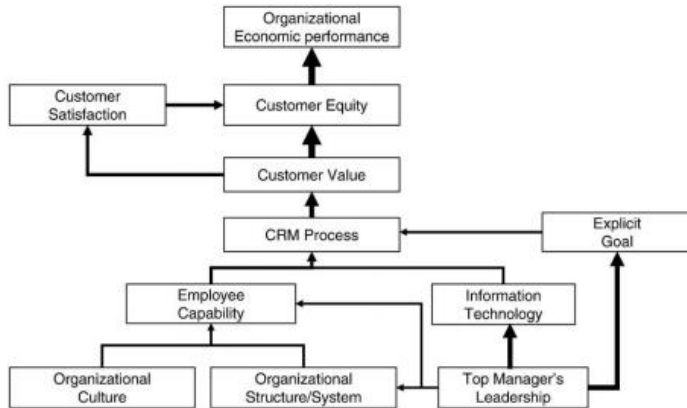 Organizational
Economic performance
Customer
Satisfaction
Customer Equity
Customer Value
CRM Process
Explicit
Goal
Employee
Capability
Information
Technology
Organizational
Culture
Organizational
Structure/System
Top Manager's
Leadership